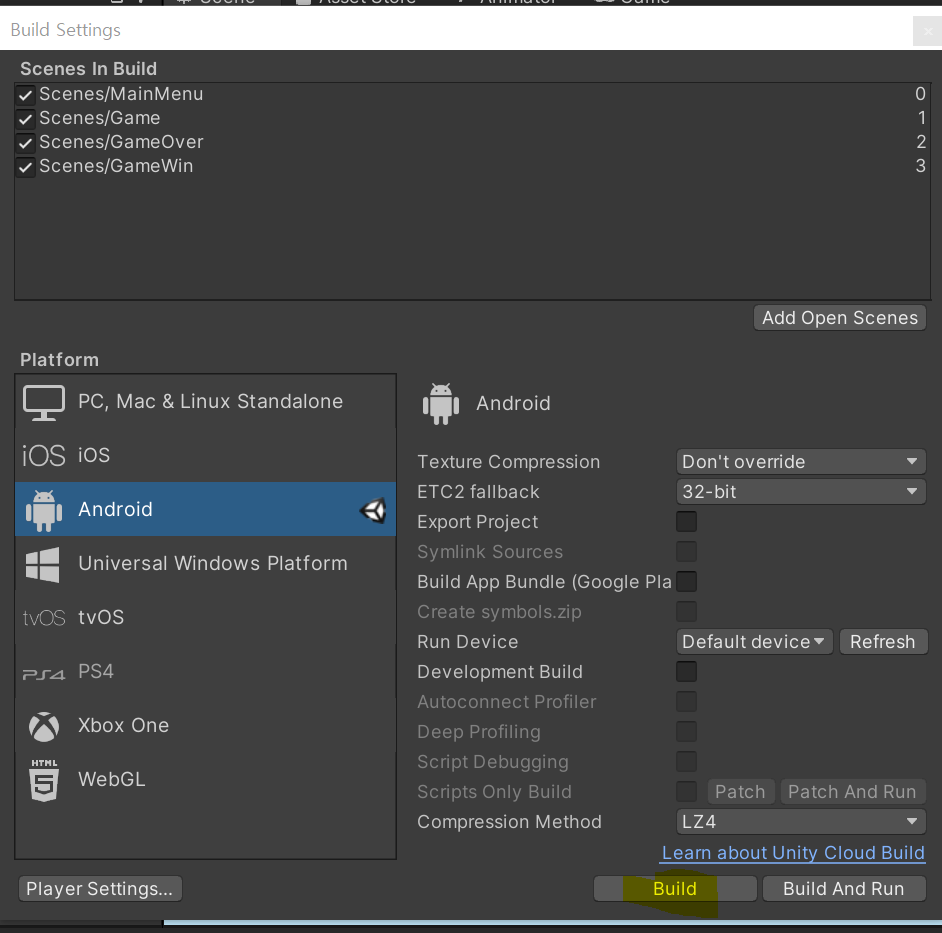 Scene Asset Store Animator Game
Build Settings
Scenes In Build
Scenes/MainMenu 0
Scenes/Game 1
Scenes/GameOver 2
Scenes/GameWin 3
Add Open Scenes
Platform
PC, Mac & Linux Standalone
iOS iOS
Android
Universal Windows Platform
tvOS tvOS
PS4 PS4
Xbox One
HTML 5 WebGL
Android
Texture Compression Don't override
ETC2 fallback 32-bit
Export Project
Symlink Sources
Build App Bundle (Google Pla
Create symbols.zip
Run Device Default device Refresh
Development Build
Autoconnect Profiler
Deep Profiling
Script Debugging
Scripts Only Build Patch Patch And Run
Compression Method LZ4
Learn about Unity Cloud Build
Player Settings... Build Build And Run